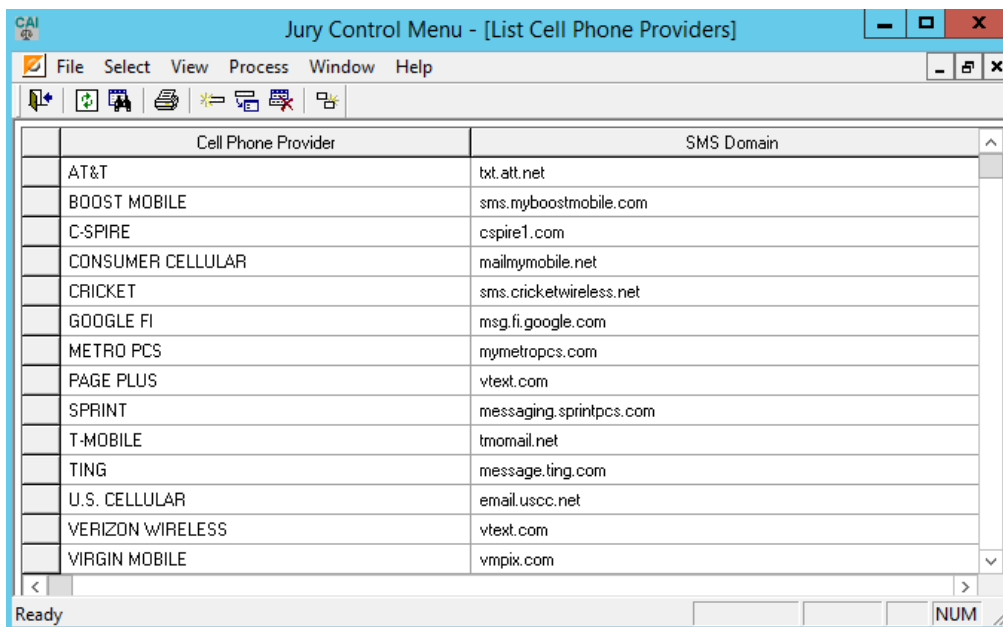 CAI
Jury Control Menu - [List Cell Phone Providers]
File Select View Process Window Help
Cell Phone Provider SMS Domain
AT&T txt.att.net
BOOST MOBILE sms.myboostmobile.com
C-SPIRE cspire1.com
CONSUMER CELLULAR mailmymobile.net
CRICKET sms.cricketwireless.net
GOOGLE FI msg.fi.google.com
METRO PCS mymetropcs.com
PAGE PLUS vtext.com
SPRINT messaging.sprintpcs.com
T-MOBILE tmomail.net
TING message.ting.com
U.S. CELLULAR email.uscc.net
VERIZON WIRELESS vtext.com
VIRGIN MOBILE vmpix.com
Ready NUM